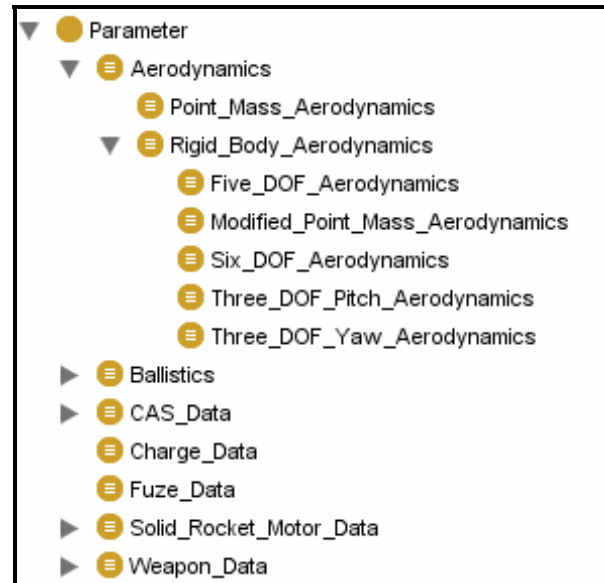 Parameter
Aerodynamics
Point_Mass_Aerodynamics
Rigid_Body_Aerodynamics
Five_DOF_Aerodynamics
Modified_Point_Mass_Aerodynamics
Six_DOF_Aerodynamics
Three_DOF_Pitch_Aerodynamics
Three_DOF_Yaw_Aerodynamics
Ballistics
CAS_Data
Charge_Data
Fuze_Data
Solid_Rocket_Motor_Data
Weapon_Data